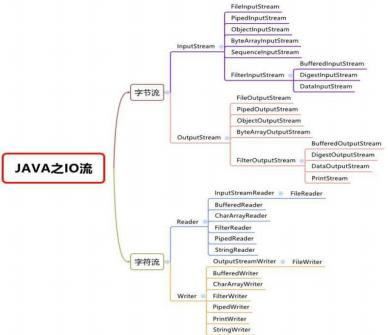 JAVA之IO流
字节流
InputStream
FileInputStream
PipedInputStream
ObjectInputStream
ByteArrayInputStream
SequenceInputStream
FilterInputStream
BufferedInputStream
DigestInputStream
DataInputStream
OutputStream
FileOutputStream
PipedOutputStream
ObjectOutputStream
ByteArrayOutputStream
FilterOutputStream
BufferedOutputStream
DigestOutputStream
DataOutputStream
PrintStream
字符流
Reader
InputStreamReader
FileReader
BufferedReader
CharArrayReader
FilterReader
PipedReader
StringReader
Writer
OutputStreamWriter
FileWriter
BufferedWriter
CharArrayWriter
FilterWriter
PipedWriter
PrintWriter
StringWriter